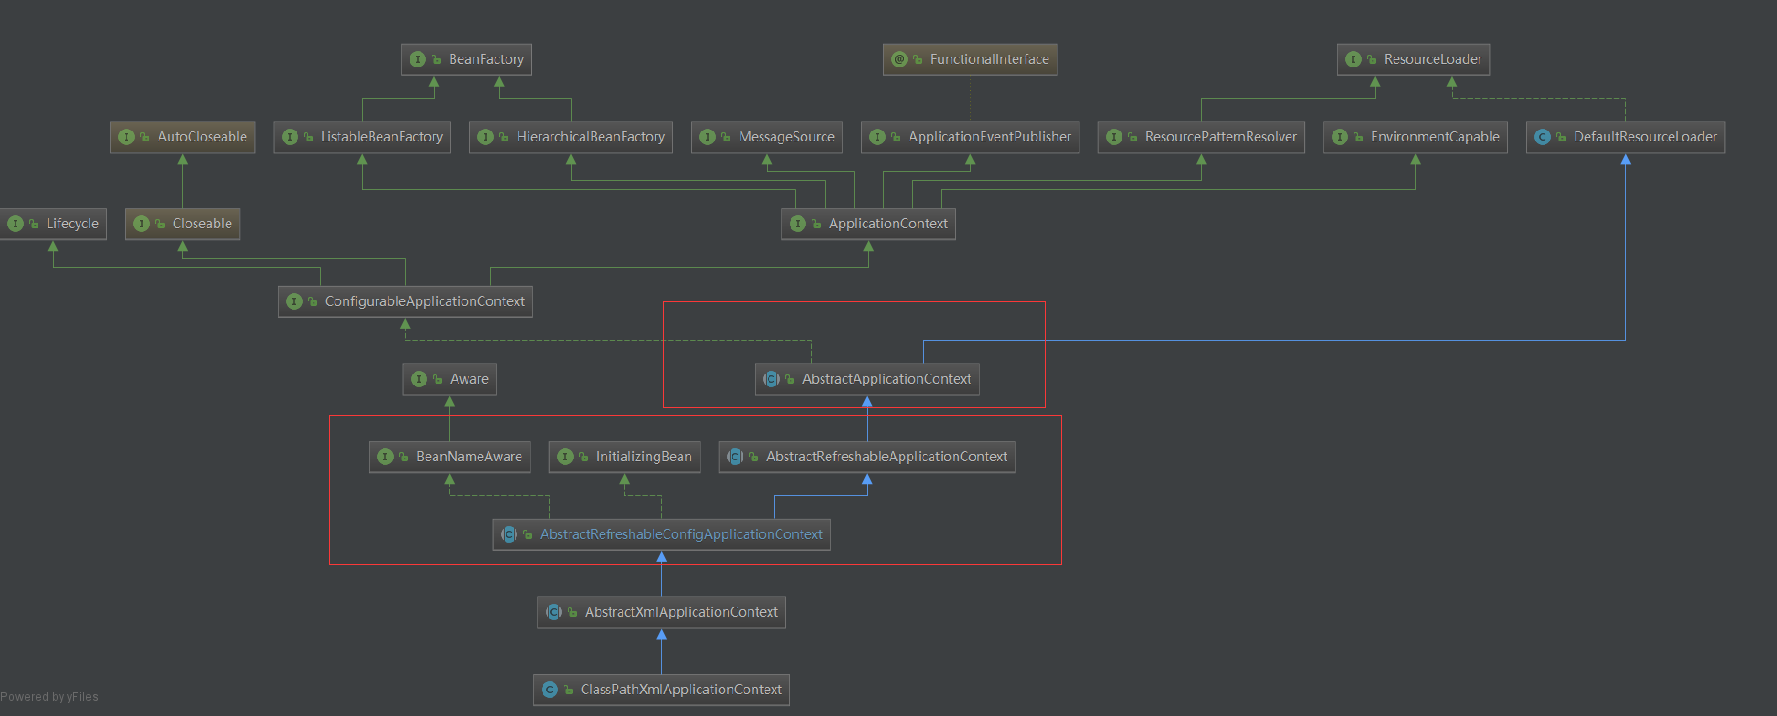 BeanFactory
FunctionalInterface
ResourceLoader
AutoCloseable
ListableBeanFactory
HierarchicalBeanFactory
MessageSource
ApplicationEventPublisher
ResourcePatternResolver
EnvironmentCapable
DefaultResourceLoader
Lifecycle
Closeable
ApplicationContext
ConfigurableApplicationContext
Aware
AbstractApplicationContext
BeanNameAware
InitializingBean
AbstractRefreshableApplicationContext
AbstractRefreshableConfigApplicationContext
AbstractXmlApplicationContext
ClassPathXmlApplicationContext
Powered by yFiles